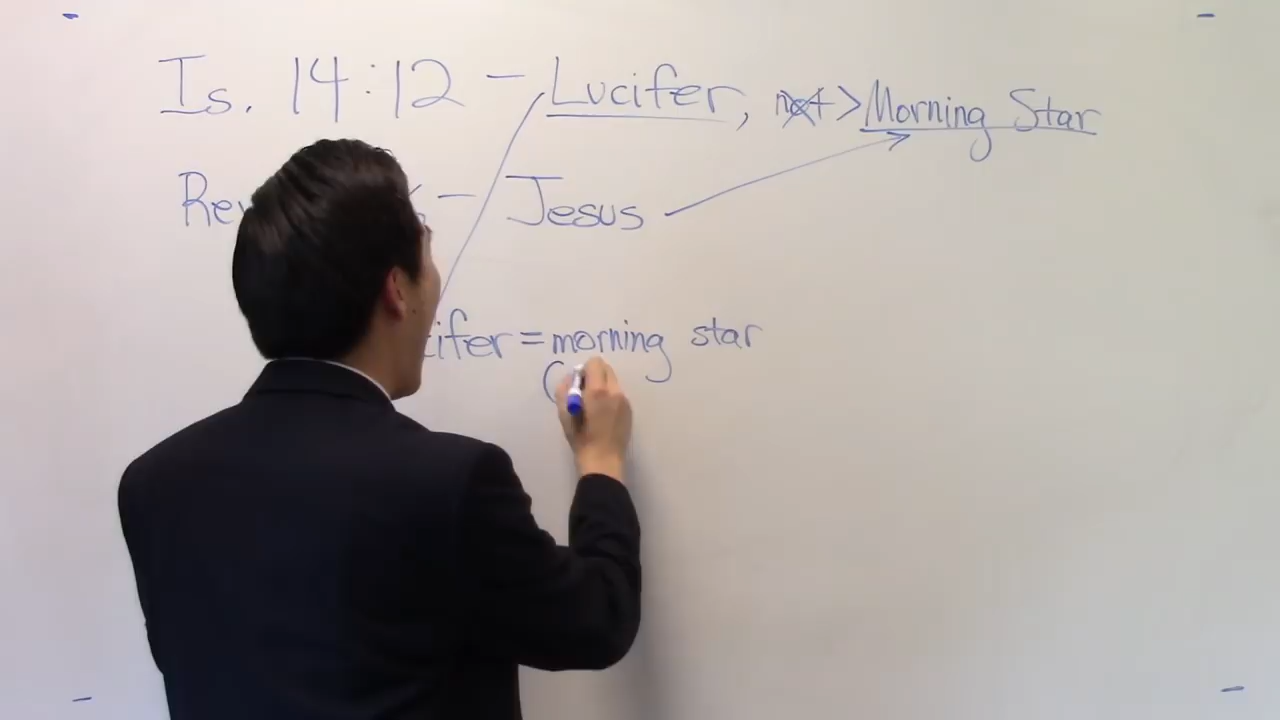 Is. 14:12 - Lucifer, not > Morning Star
Rev - Jesus
cifer = morning star
(